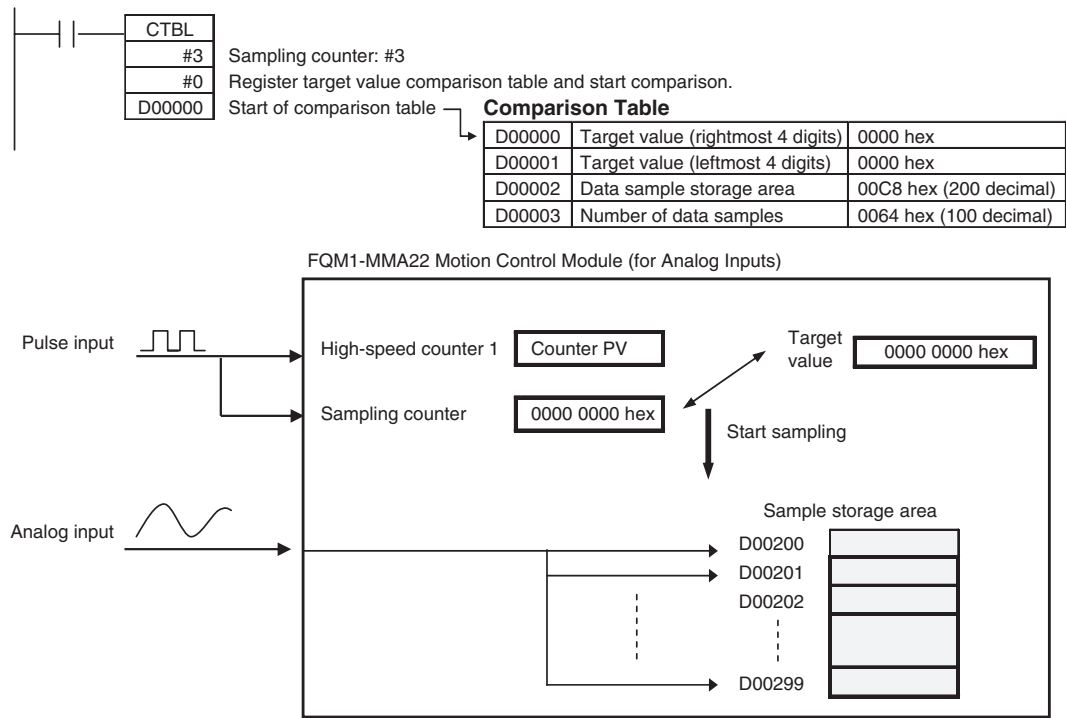 CTBL
#3 Sampling counter: #3
#0 Register target value comparison table and start comparison.
D00000 Start of comparison table
Comparison Table
D00000 Target value (rightmost 4 digits) 0000 hex
D00001 Target value (leftmost 4 digits) 0000 hex
D00002 Data sample storage area 00C8 hex (200 decimal)
D00003 Number of data samples 0064 hex (100 decimal)
FQM1-MMA22 Motion Control Module (for Analog Inputs)
Pulse input
High-speed counter 1 Counter PV
Target
value
0000 0000 hex
Sampling counter 0000 0000 hex
Start sampling
Analog input
Sample storage area
D00200
D00201
D00202
D00299